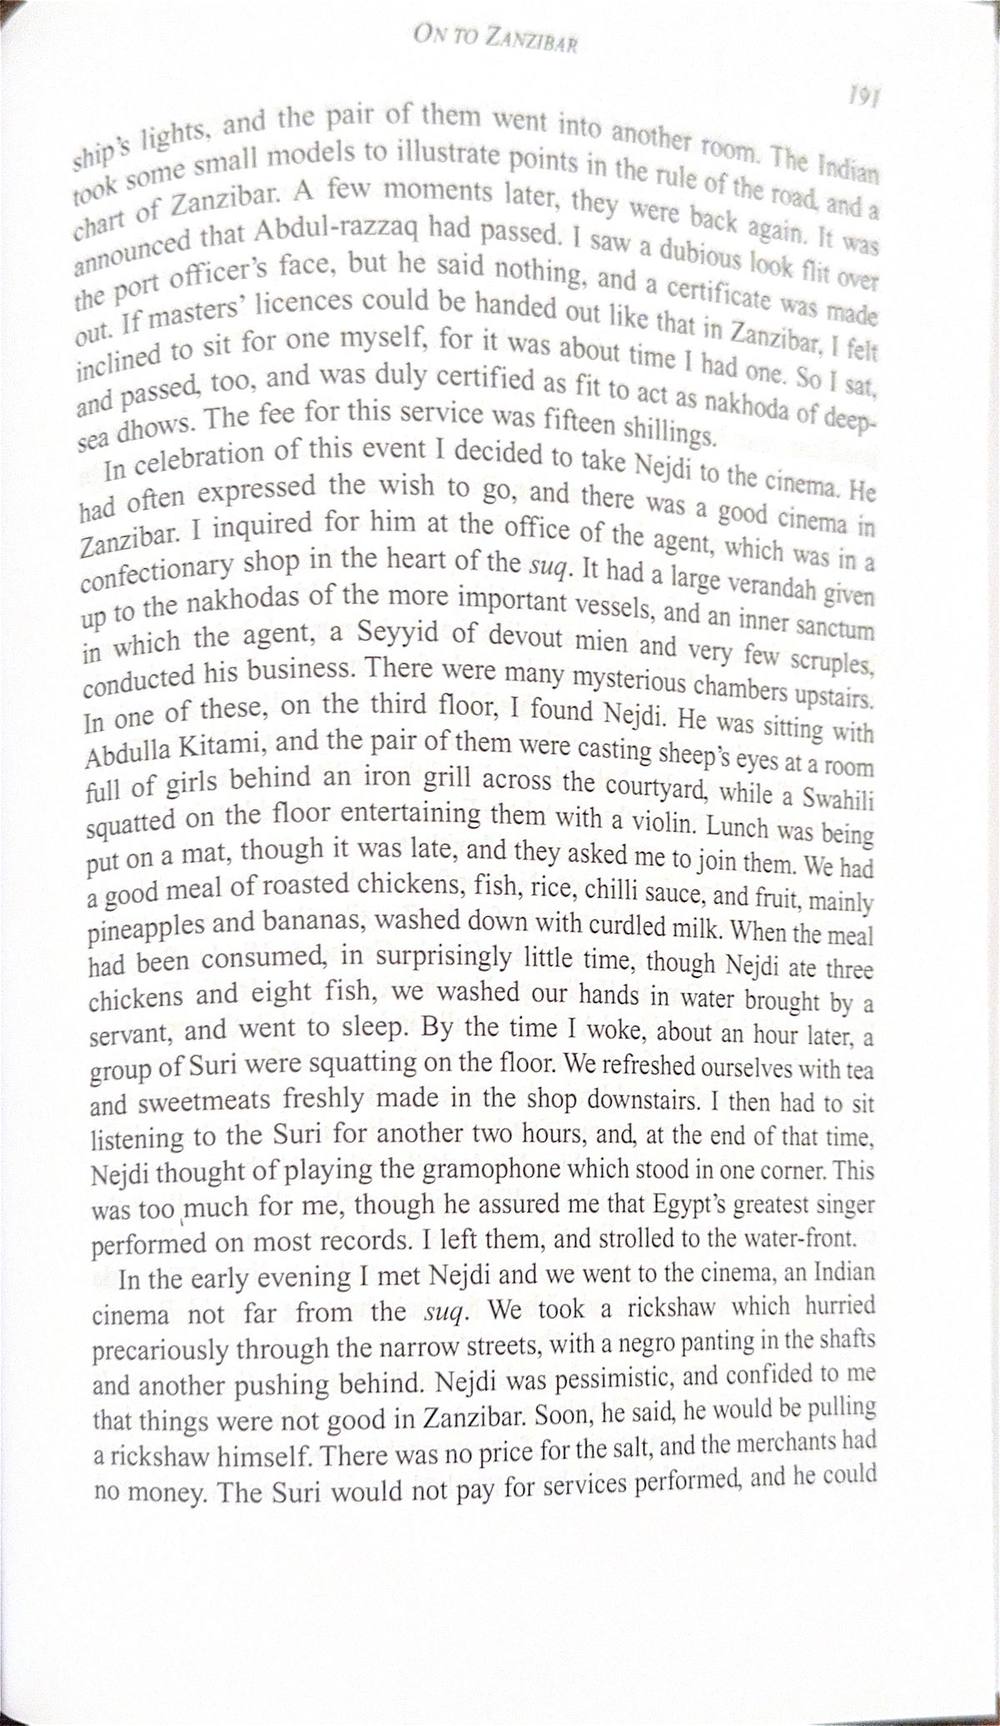 ON TO ZANZIBAR
191
ship's lights, and the pair of them went into another room. The Indian
took some small models to illustrate points in the rule of the road, and a
chart of Zanzibar. A few moments later, they were back again. It was
announced that Abdul-razzaq had passed. I saw a dubious look flit over
the port officer's face, but he said nothing, and a certificate was made
out. If masters' licences could be handed out like that in Zanzibar, I felt
inclined to sit for one myself, for it was about time I had one. So I sat,
and passed, too, and was duly certified as fit to act as nakhoda of deep-
sea dhows. The fee for this service was fifteen shillings.
In celebration of this event I decided to take Nejdi to the cinema. He
had often expressed the wish to go, and there was a good cinema in
Zanzibar. I inquired for him at the office of the agent, which was in a
confectionary shop in the heart of the suq. It had a large verandah given
up to the nakhodas of the more important vessels, and an inner sanctum
in which the agent, a Seyyid of devout mien and very few scruples,
conducted his business. There were many mysterious chambers upstairs.
In one of these, on the third floor, I found Nejdi. He was sitting with
Abdulla Kitami, and the pair of them were casting sheep's eyes at a room
full of girls behind an iron grill across the courtyard, while a Swahili
squatted on the floor entertaining them with a violin. Lunch was being
put on a mat, though it was late, and they asked me to join them. We had
a good meal of roasted chickens, fish, rice, chilli sauce, and fruit, mainly
pineapples and bananas, washed down with curdled milk. When the meal
had been consumed, in surprisingly little time, though Nejdi ate three
chickens and eight fish, we washed our hands in water brought by a
servant, and went to sleep. By the time I woke, about an hour later, a
group of Suri were squatting on the floor. We refreshed ourselves with tea
and sweetmeats freshly made in the shop downstairs. I then had to sit
listening to the Suri for another two hours, and, at the end of that time,
Nejdi thought of playing the gramophone which stood in one corner. This
was too much for me, though he assured me that Egypt's greatest singer
performed on most records. I left them, and strolled to the water-front.
In the early evening I met Nejdi and we went to the cinema, an Indian
cinema not far from the suq. We took a rickshaw which hurried
precariously through the narrow streets, with a negro panting in the shafts
and another pushing behind. Nejdi was pessimistic, and confided to me
that things were not good in Zanzibar. Soon, he said, he would be pulling
a rickshaw himself. There was no price for the salt, and the merchants had
no money. The Suri would not pay for services performed, and he could